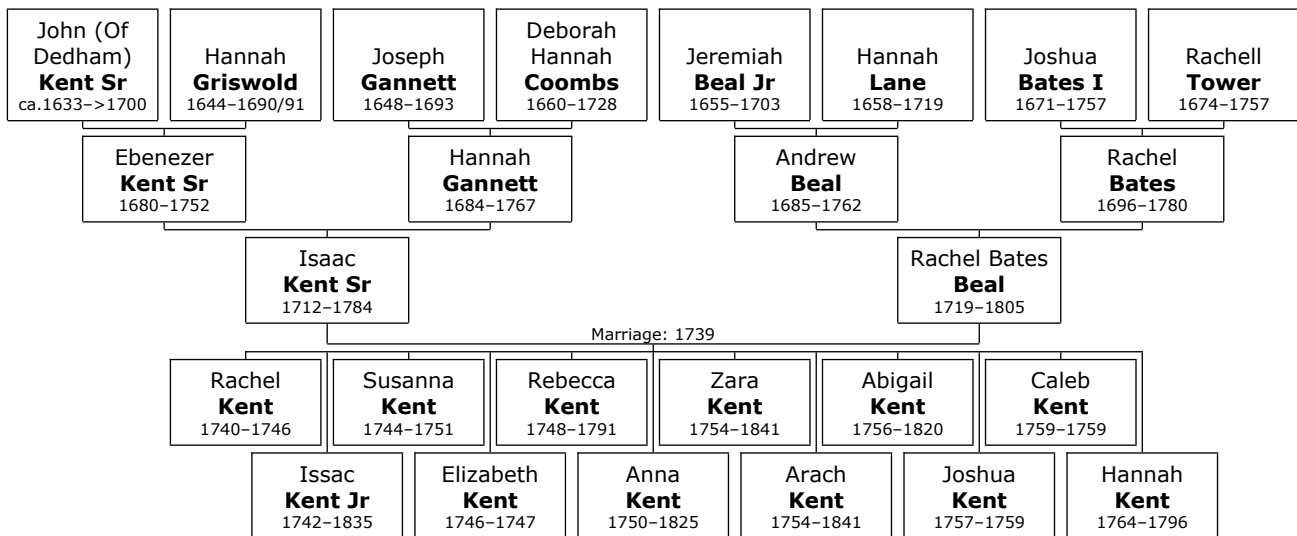 John (Of
Dedham)
Kent Sr
ca.1633–>1700
Hannah
Griswold
1644–1690/91
Joseph
Gannett
1648–1693
Deborah
Hannah
Coombs
1660–1728
Jeremiah
Beal Jr
1655–1703
Hannah
Lane
1658–1719
Joshua
Bates I
1671–1757
Rachell
Tower
1674–1757
Ebenezer
Kent Sr
1680–1752
Hannah
Gannett
1684–1767
Andrew
Beal
1685–1762
Rachel
Bates
1696–1780
Isaac
Kent Sr
1712–1784
Rachel Bates
Beal
1719–1805
Marriage: 1739
Rachel
Kent
1740–1746
Susanna
Kent
1744–1751
Rebecca
Kent
1748–1791
Zara
Kent
1754–1841
Abigail
Kent
1756–1820
Caleb
Kent
1759–1759
Issac
Kent Jr
1742–1835
Elizabeth
Kent
1746–1747
Anna
Kent
1750–1825
Arach
Kent
1754–1841
Joshua
Kent
1757–1759
Hannah
Kent
1764–1796